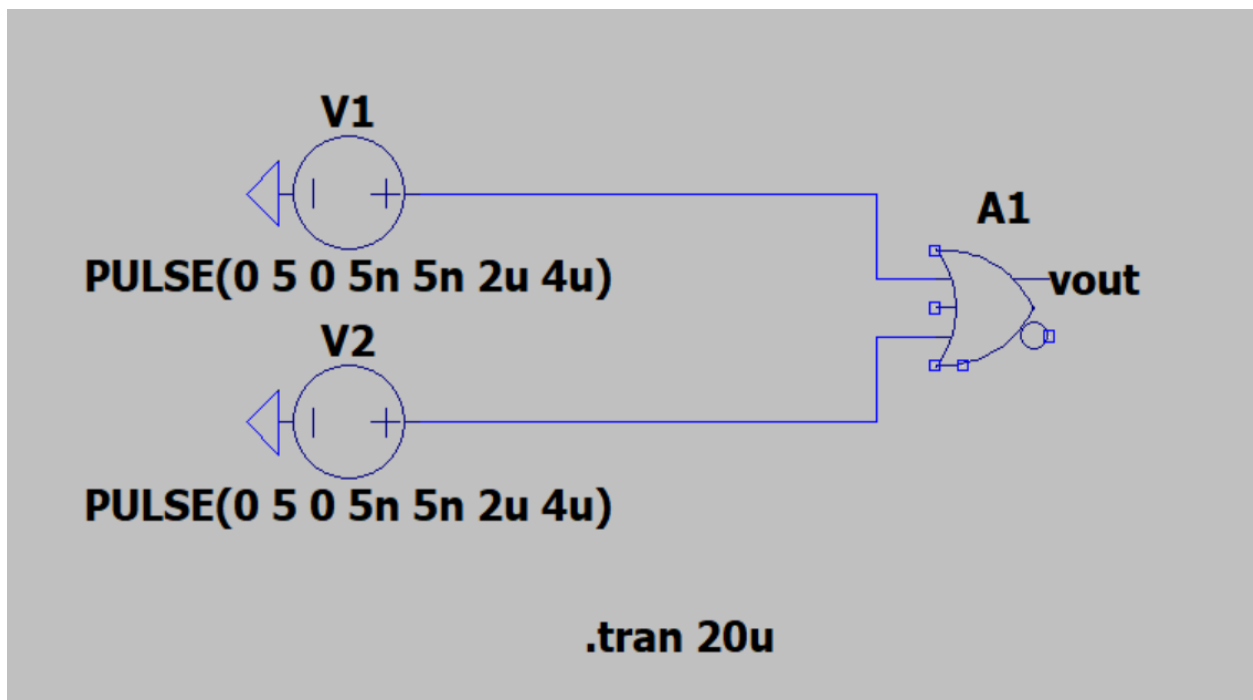 V1
A1
PULSE(0 5 0 5n 5n 2u 4u)
vout
V2
PULSE(0 5 0 5n 5n 2u 4u)
.tran 20u